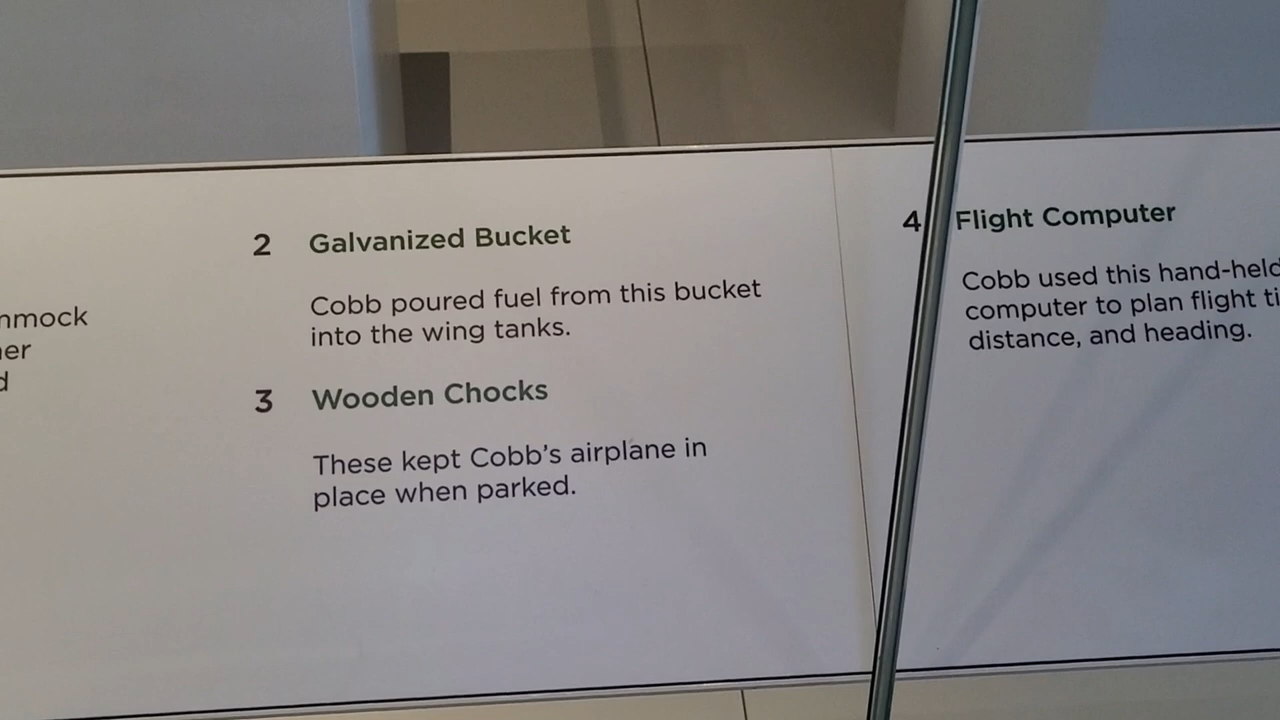 2 Galvanized Bucket
Cobb poured fuel from this bucket
into the wing tanks.
3 Wooden Chocks
These kept Cobb's airplane in
place when parked.
4 Flight Computer
Cobb used this hand-held
computer to plan flight
distance, and heading.